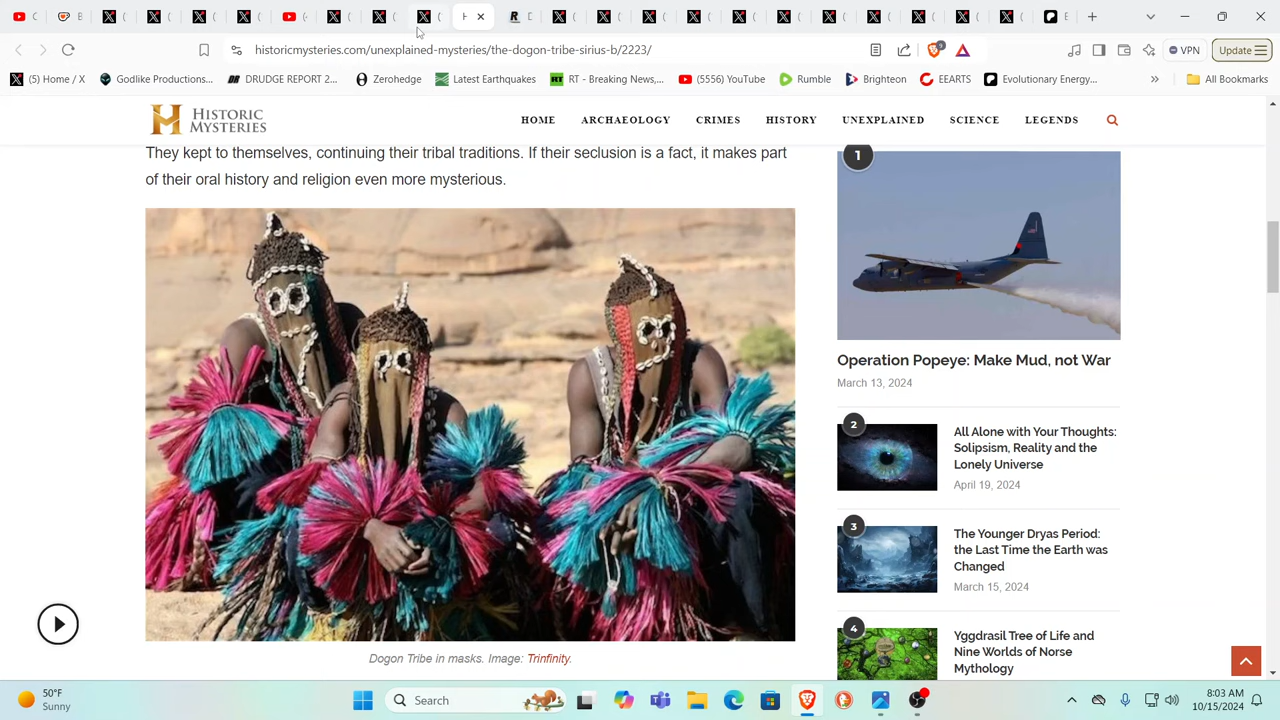 historicmysteries.com/unexplained-mysteries/the-dogon-tribe-sirius-b/2223/
9
VPN
Update
(5) Home / X
Godlike Productions...
DRUDGE REPORT 2...
Zerohedge
Latest Earthquakes
RT - Breaking News,...
(5556) YouTube
Rumble
Brighteon
EEARTS
Evolutionary Energy...
»
All Bookmarks
HISTORIC
MYSTERIES
HOME
ARCHAEOLOGY
CRIMES
HISTORY
UNEXPLAINED
SCIENCE
LEGENDS
They kept to themselves, continuing their tribal traditions. If their seclusion is a fact, it makes part
of their oral history and religion even more mysterious.
Dogon Tribe in masks. Image: Trinfinity.
1
Operation Popeye: Make Mud, not War
March 13, 2024
2
All Alone with Your Thoughts:
Solipsism, Reality and the
Lonely Universe
April 19, 2024
3
The Younger Dryas Period:
the Last Time the Earth was
Changed
March 15, 2024
4
Yggdrasil Tree of Life and
Nine Worlds of Norse
Mythology
50°F
Sunny
Search
8:03 AM
10/15/2024